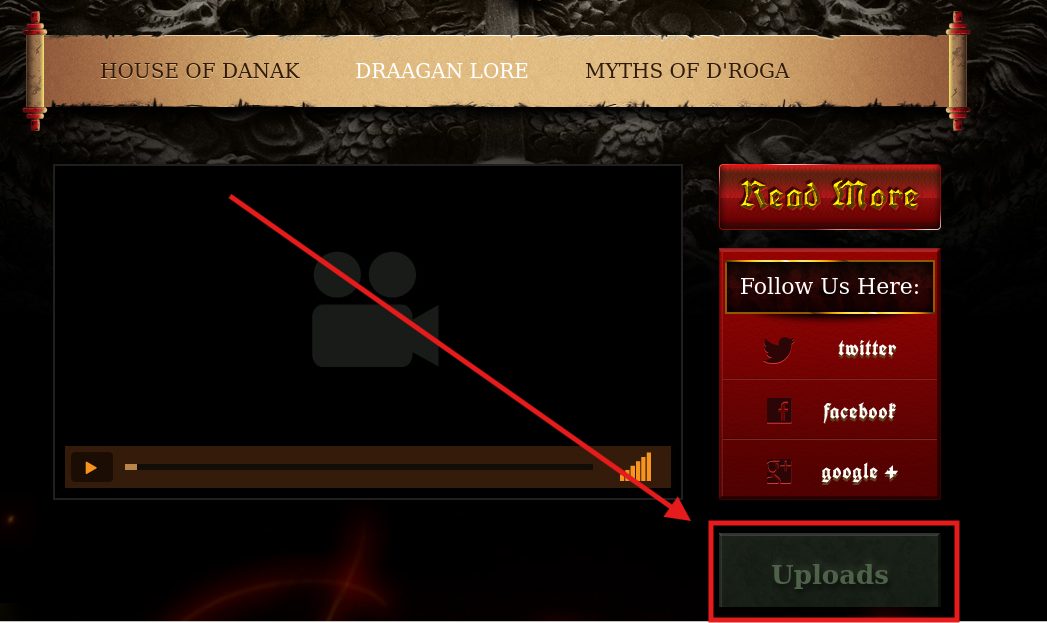 HOUSE OF DANAK
DRAAGAN LORE
MYTHS OF D'ROGA
Read More
Follow Us Here:
twitter
facebook
google +
Uploads